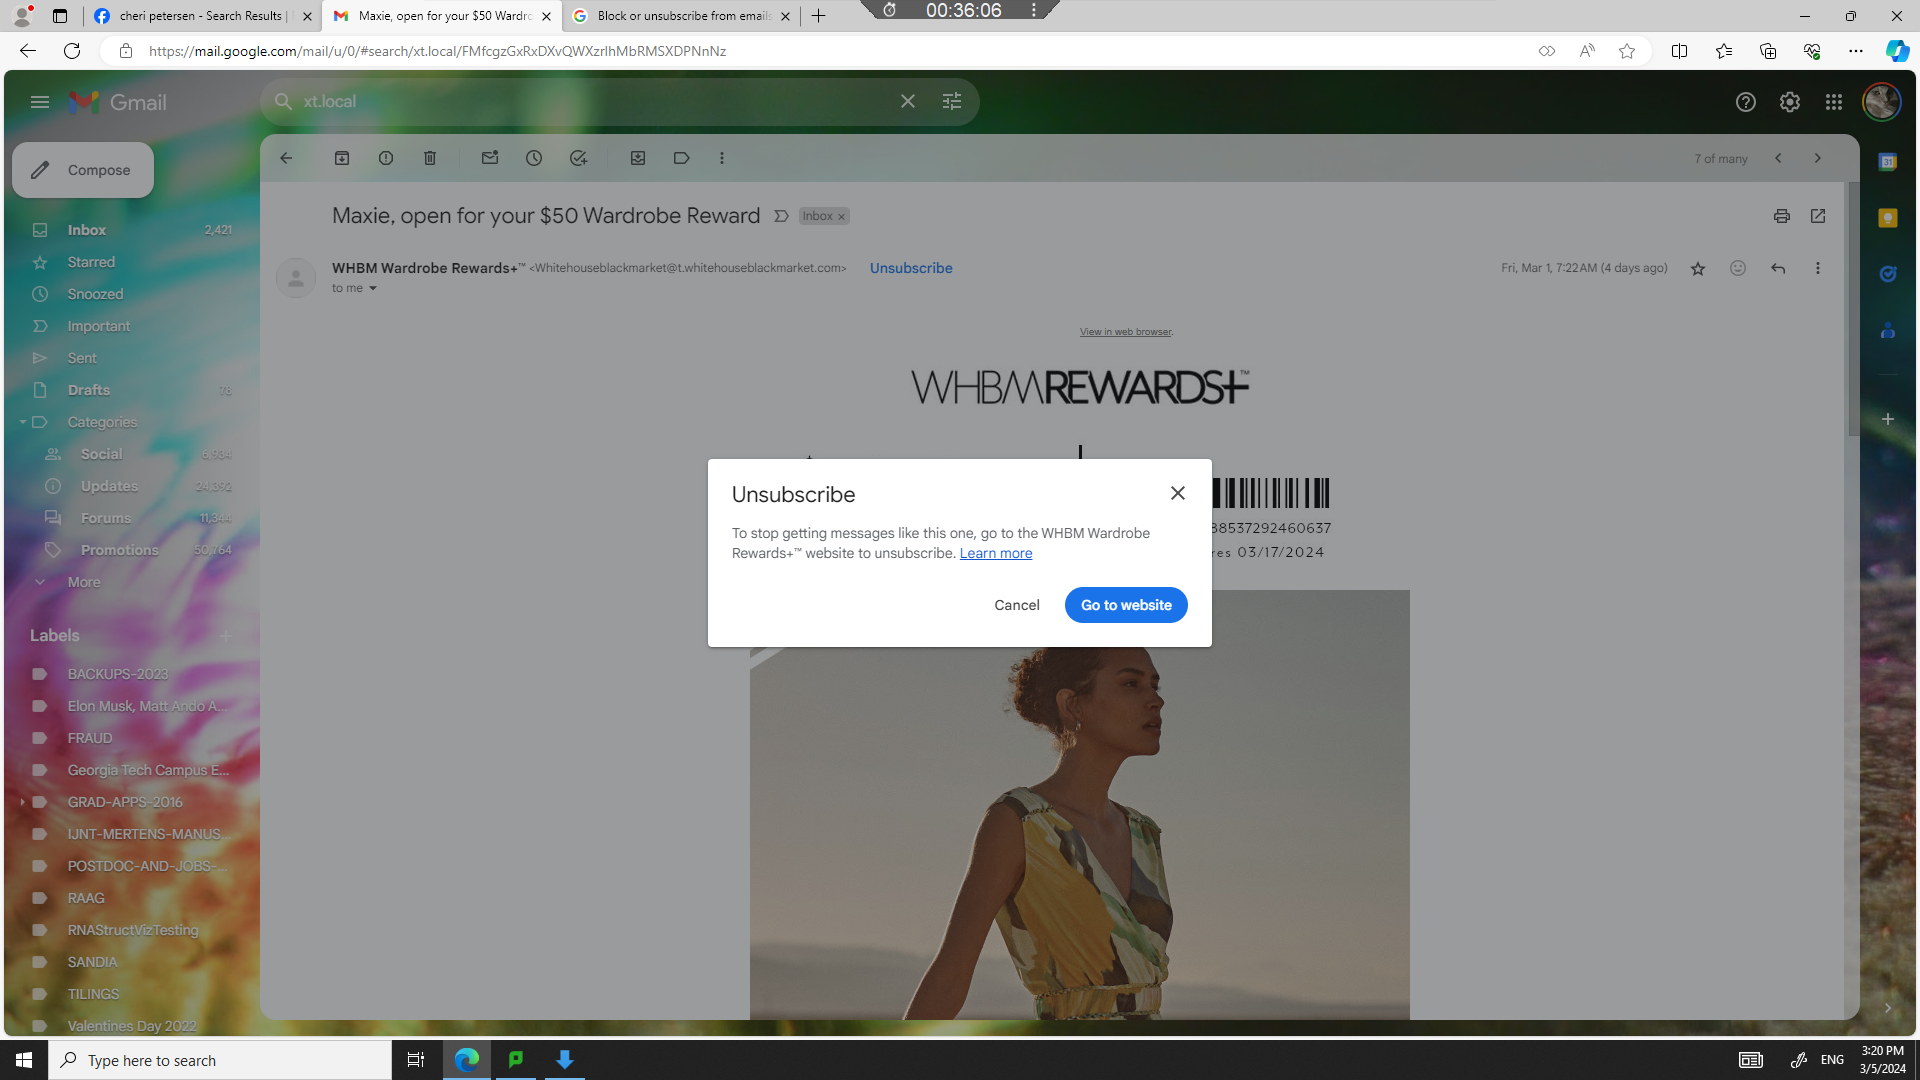 cheri petersen - Search Results |
Maxie, open for your $50 Wardro
Block or unsubscribe from emails
00:36:06
https://mail.google.com/mail/u/0/#search/xt.local/FMfcgzGxRxDXvQWXzrlhMbRMSXDPNnNz
Gmail
xt.local
Compose
7 of many
Inbox 2,421
Starred
Snoozed
Important
Sent
Drafts 78
Categories
Social 6,934
Updates 24,392
Forums 11,344
Promotions 50,764
More
Labels
BACKUPS-2023
Elon Musk, Matt Ando A...
FRAUD
Georgia Tech Campus E...
GRAD-APPS-2016
IJNT-MERTENS-MANUS...
POSTDOC-AND-JOBS-...
RAAG
RNAStructVizTesting
SANDIA
TILINGS
Valentines Day 2022
Maxie, open for your $50 Wardrobe Reward
Inbox x
WHBM Wardrobe Rewards+™ <Whitehouseblackmarket@t.whitehouseblackmarket.com> Unsubscribe
Fri, Mar 1, 7:22 AM (4 days ago)
to me
View in web browser.
WHBMREWARDS+™
88537292460637
res 03/17/2024
Unsubscribe
To stop getting messages like this one, go to the WHBM Wardrobe
Rewards+™ website to unsubscribe. Learn more
Cancel
Go to website
Type here to search
ENG
3:20 PM
3/5/2024